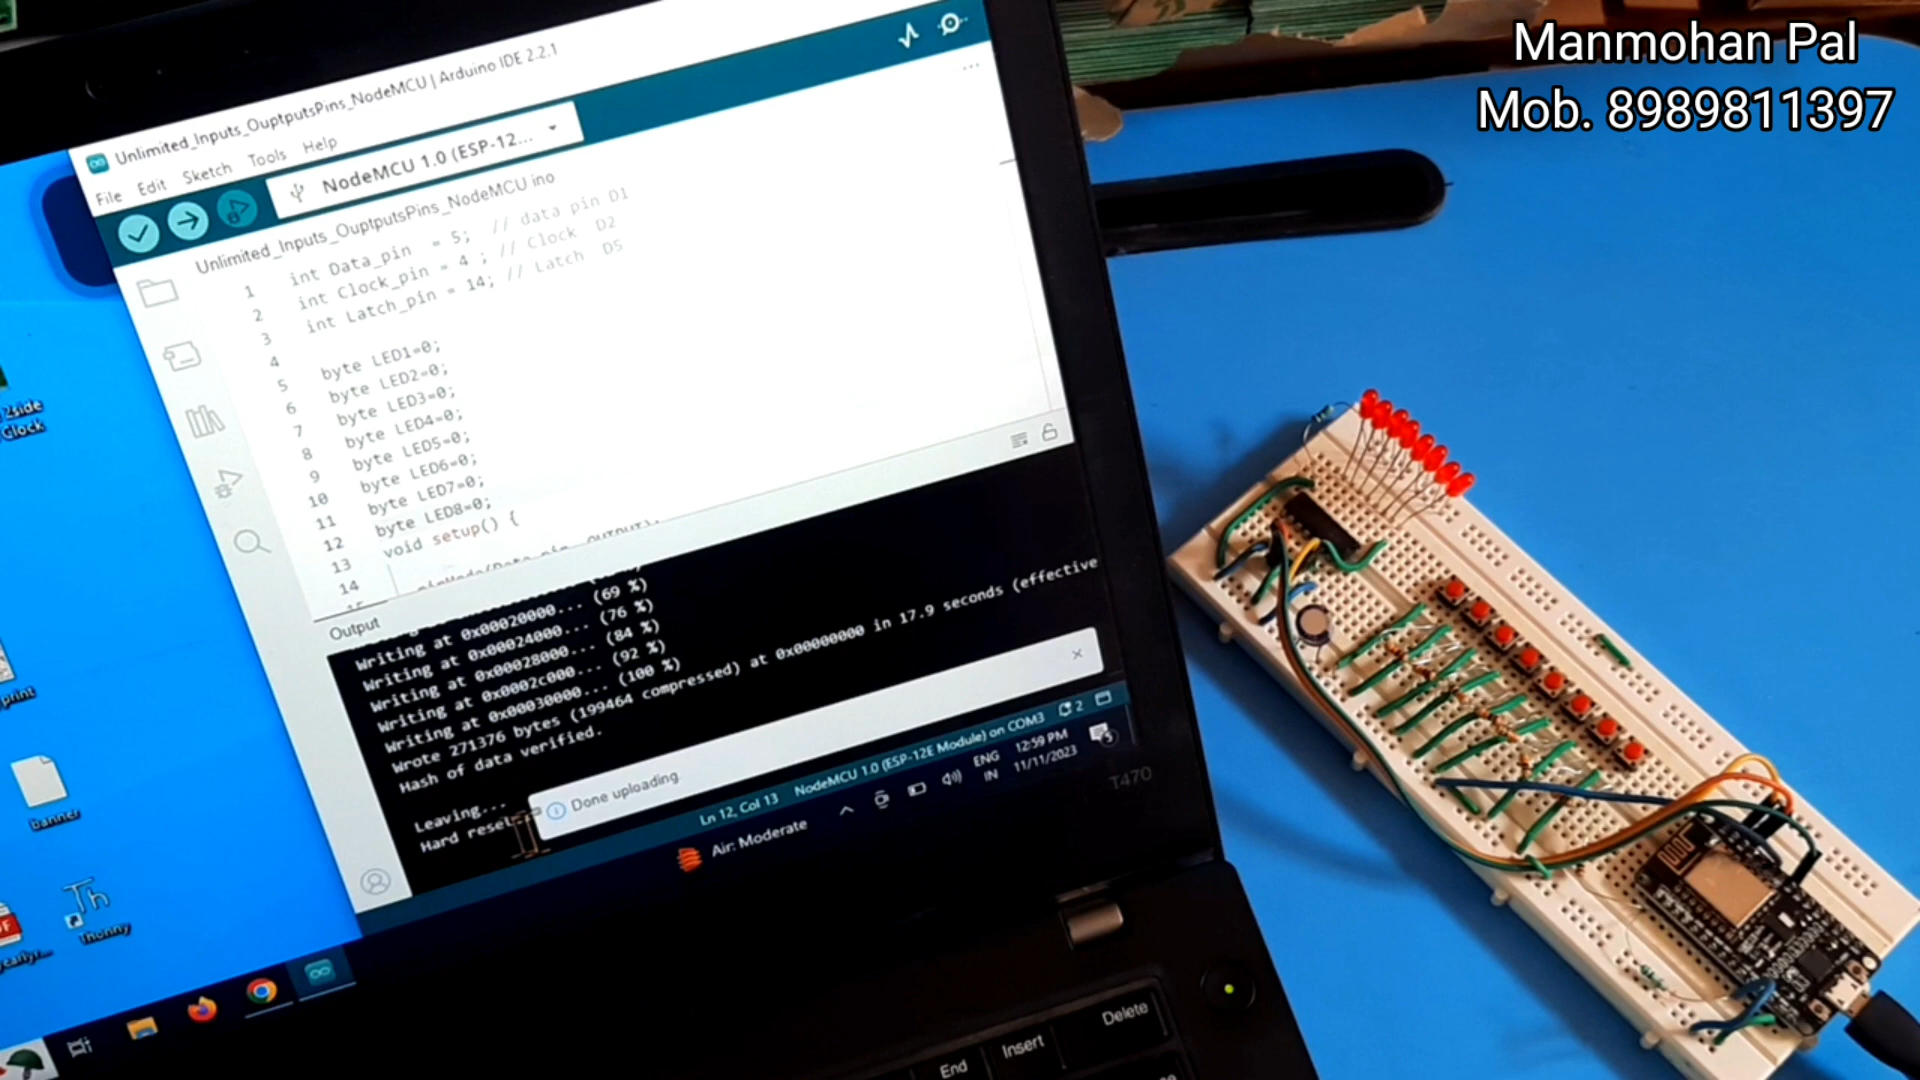 Manmohan Pal
Mob. 8989811397
Unlimited_Inputs_OuptputsPins_NodeMCU | Arduino IDE 2.2.1
File Edit Sketch Tools Help
NodeMCU 1.0 (ESP-12...
Unlimited_Inputs_OuptputsPins_NodeMCU ino
1 int Data_pin = 5; // data pin D1
2 int Clock_pin = 4 ; // Clock D2
3 int Latch_pin = 14; // Latch D5
4
5 byte LED1=0;
6 byte LED2=0;
7 byte LED3=0;
8 byte LED4=0;
9 byte LED5=0;
10 byte LED6=0;
11 byte LED7=0;
12 byte LED8=0;
13 void setup() {
14
Output
Writing at 0x00020000... (69 %)
Writing at 0x00024000... (76 %)
Writing at 0x00028000... (84 %)
Writing at 0x0002c000... (92 %)
Writing at 0x00030000... (100 %)
Wrote 271376 bytes (199464 compressed) at 0x00000000 in 17.9 seconds (effective
Hash of data verified.
Leaving...
Hard
Done uploading
Ln 12, Col 13 NodeMCU 1.0 (ESP-12E Module) on COM3 2
Air: Moderate
ENG
IN
12:59 PM
11/11/2023
5
T470
2side
Clock
print
banner
Thonny
Delete
Insert
End